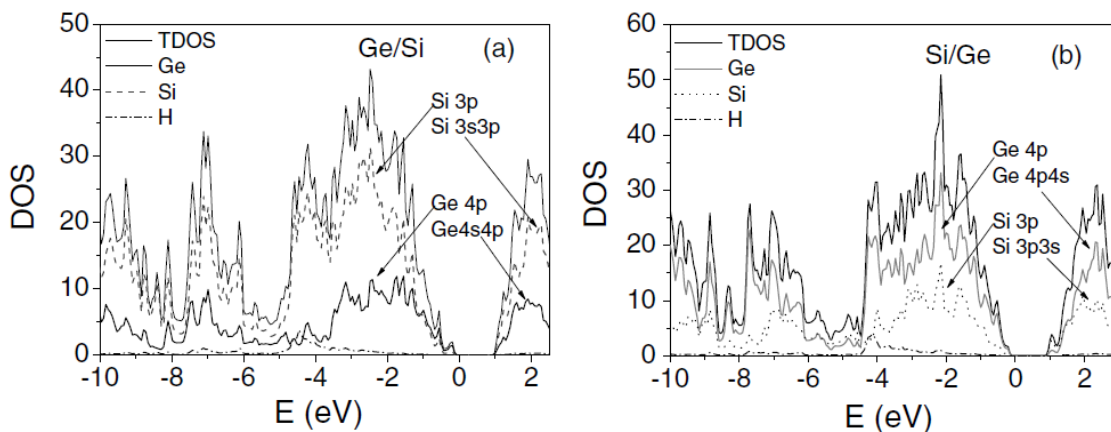 Ge/Si (a)
TDOS
Ge
Si
H
Si 3p
Si 3s3p
Ge 4p
Ge4s4p
50
40
30
20
10
0
DOS
-10 -8 -6 -4 -2 0 2
E (eV)
Si/Ge (b)
TDOS
Ge
Si
H
Ge 4p
Ge 4p4s
Si 3p
Si 3p3s
60
50
40
30
20
10
0
DOS
-10 -8 -6 -4 -2 0 2
E (eV)